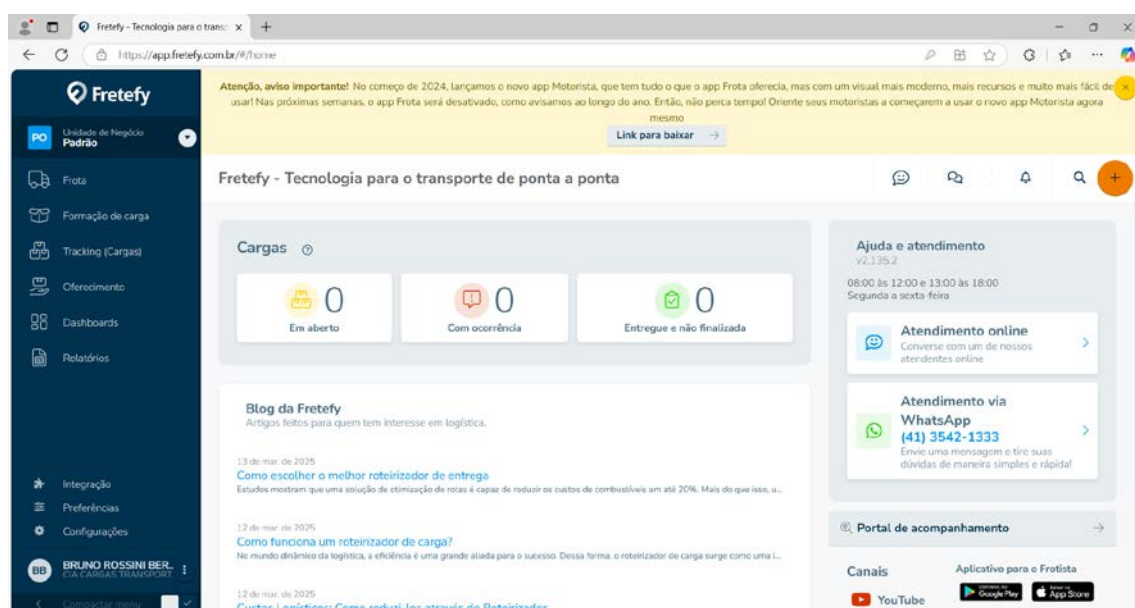 Fretefy - Tecnologia para o transp
https://app.fretefy.com.br/#/home
Fretefy
PO
Unidade de Negócio
Padrão
Frota
Formação de carga
Tracking (Cargas)
Oferecimento
Dashboards
Relatórios
Integração
Preferências
Configurações
BB
BRUNO ROSSINI BER..
CIA CARGAS TRANSPORT.
Compactar menu
Atenção, aviso importante! No começo de 2024, lançamos o novo app Motorista, que tem tudo o que o app Frota oferecia, mas com um visual mais moderno, mais recursos e muito mais fácil de
usar! Nas próximas semanas, o app Frota será desativado, como avisamos ao longo do ano. Então, não perca tempo! Oriente seus motoristas a começarem a usar o novo app Motorista agora
mesmo
Link para baixar
Fretefy - Tecnologia para o transporte de ponta a ponta
Cargas
0
Em aberto
0
Com ocorrência
0
Entregue e não finalizada
Blog da Fretefy
Artigos feitos para quem tem interesse em logística.
13 de mar. de 2025
Como escolher o melhor roteirizador de entrega
Estudos mostram que uma solução de otimização de rotas é capaz de reduzir os custos de combustíveis em até 20%. Mais do que isso, u...
12 de mar. de 2025
Como funciona um roteirizador de carga?
No mundo dinâmico da logística, a eficiência é uma grande aliada para o sucesso. Dessa forma, o roteirizador de carga surge como uma i...
12 de mar. de 2025
Custos Logísticos: Como reduzi-los através do Roteirizador
Ajuda e atendimento
v2.135.2
08:00 às 12:00 e 13:00 às 18:00
Segunda a sexta-feira
Atendimento online
Converse com um de nossos
atendentes online
Atendimento via
WhatsApp
(41) 3542-1333
Envie uma mensagem e tire suas
dúvidas de maneira simples e rápida!
Portal de acompanhamento
Canais
YouTube
Aplicativo para o Frotista
Google Play
App Store